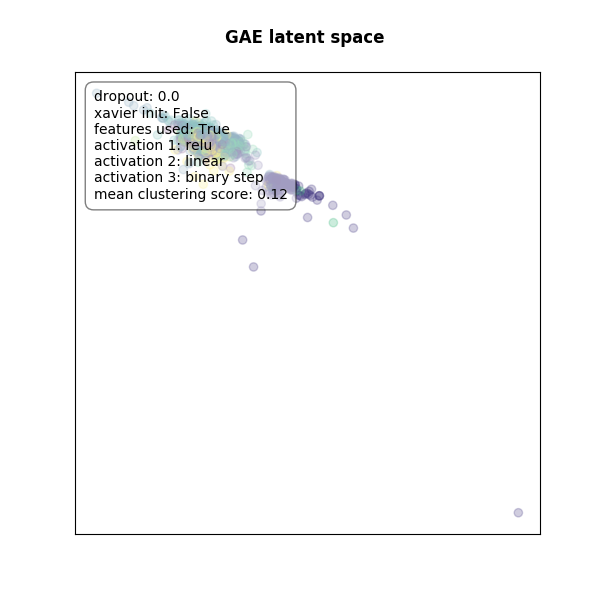 GAE latent space
dropout: 0.0
xavier init: False
features used: True
activation 1: relu
activation 2: linear
activation 3: binary step
mean clustering score: 0.12